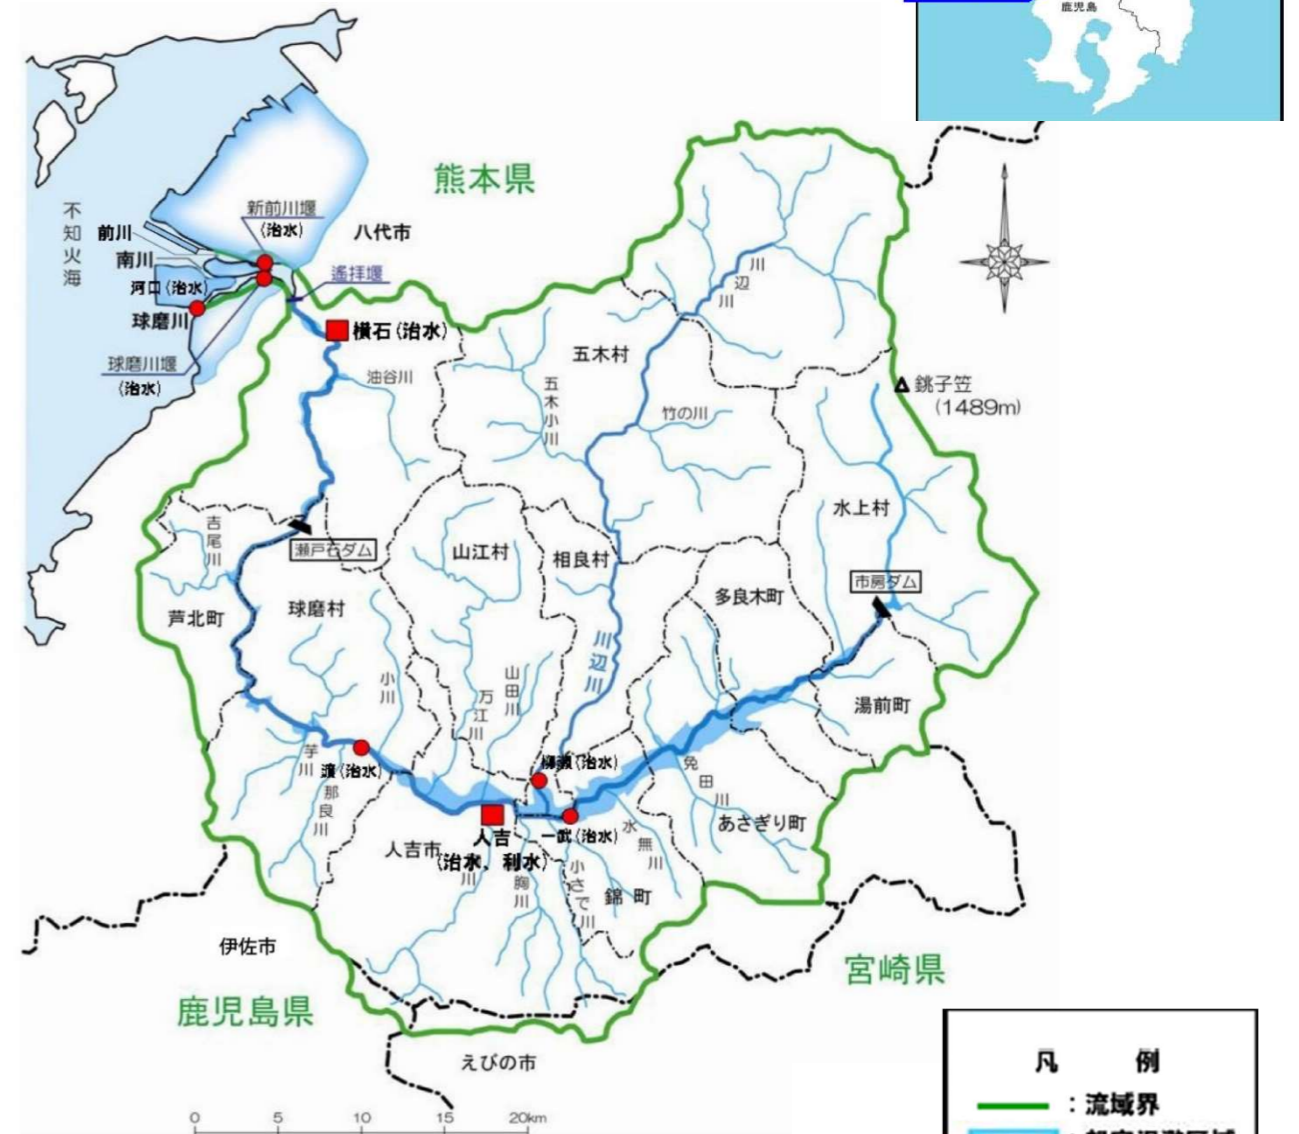 鹿児島
熊本県
不知火海
新前川堰
(治水)
前川
八代市
南川
遙拝堰
河口(治水)
球磨川
横石(治水)
球磨川堰
(治水)
油谷川
川辺川
五木村
五木小川
竹の川
銚子笠
(1489m)
水上村
吉尾川
瀬戸石ダム
山江村
相良村
市房ダム
多良木町
芦北町
球磨村
川辺川
小川
万江川
山田川
湯前町
芋川
渡(治水)
那良川
柳瀬(治水)
免田川
あさぎり町
人吉
(治水、利水)
一武(治水)
水無川
人吉市
川
胸川
小さで川
錦町
伊佐市
宮崎県
鹿児島県
えびの市
0 5 10 15 20km
凡 例
:流域界